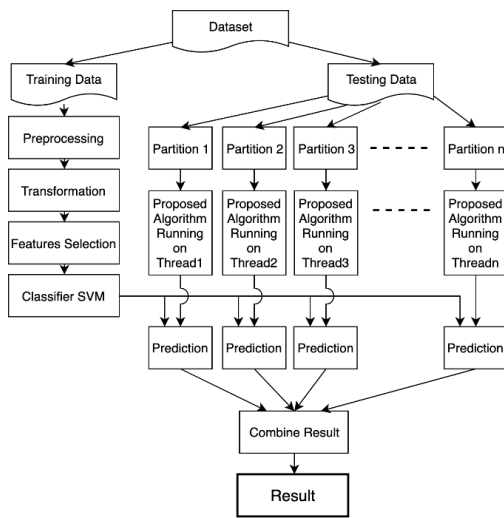 Dataset
Training Data
Testing Data
Preprocessing
Partition 1
Partition 2
Partition 3
Partition n
Transformation
Proposed
Algorithm
Running
on
Thread1
Proposed
Algorithm
Running
on
Thread2
Proposed
Algorithm
Running
on
Thread3
Proposed
Algorithm
Running
on
Threadn
Features Selection
Classifier SVM
Prediction
Prediction
Prediction
Prediction
Combine Result
Result